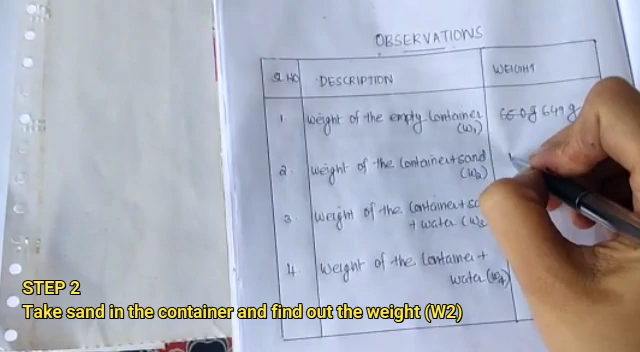 OBSERVATIONS
Sl NO DESCRIPTION WEIGHT
1 Weight of the empty Container 649 g
(W1)
2. Weight of the Container+sand
(W2)
3. Weight of the Container+
+ water (W3
4. Weight of the Container +
water (W4)
STEP 2
Take sand in the container and find out the weight (W2)